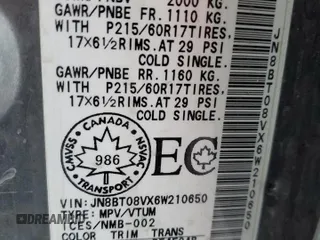 2000 KG.
GAWR/PNBE FR. 1110 KG.
WITH P215/60R17TIRES.
17X6½RIMS.AT 29 PSI
COLD SINGLE.
GAWR/PNBE RR. 1160 KG.
WITH P215/60R17TIRES.
17X6½RIMS.AT 29 PSI
COLD SINGLE.
CANADA
CMVSS NSVAC
986
TRANSPORT
EC
VIN: JN8BT08VX6W210650
TYPE: MPV/VTUM
TCES/NMB-002
COLOR TRIM TRANS
JN8BT08VX6W210650